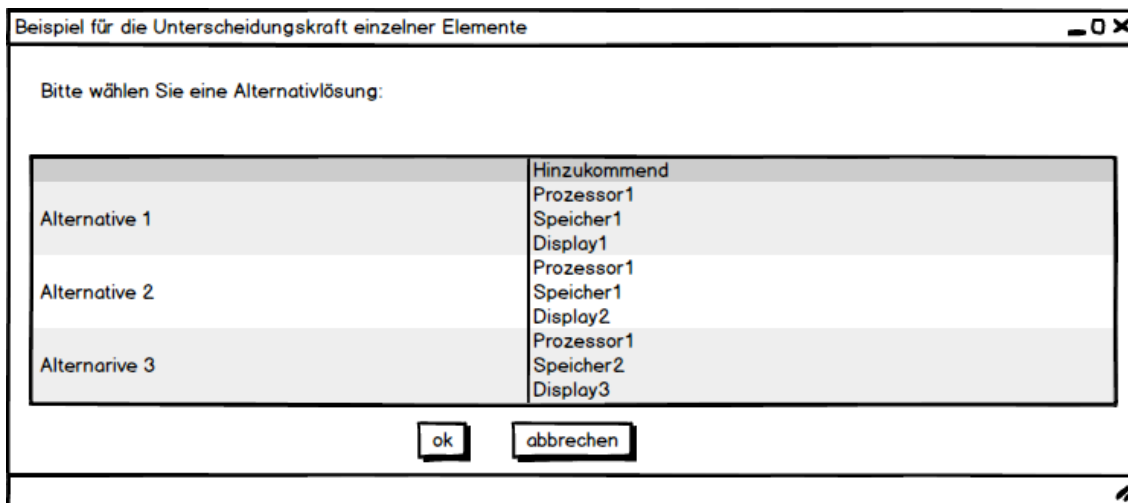 Beispiel für die Unterscheidungskraft einzelner Elemente
Bitte wählen Sie eine Alternativlösung:
Hinzukommend
Prozessor1
Alternative 1 Speicher1
Display1
Prozessor1
Alternative 2 Speicher1
Display2
Prozessor1
Alternarive 3 Speicher2
Display3
ok abbrechen